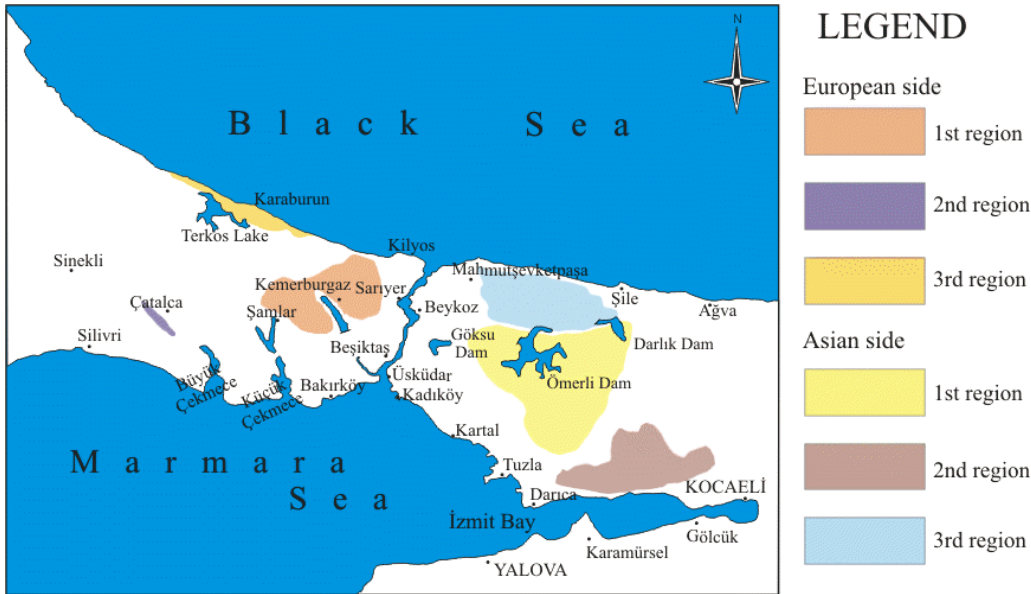 N
LEGEND
European side
1st region
2nd region
3rd region
Asian side
1st region
2nd region
3rd region
Black Sea
Karaburun
Terkos Lake
Kilyos
Sinekli
Mahmutşevketpaşa
Kemerburgaz
Sarıyer
Şile
Çatalca
Şamlar
Beykoz
Ağva
Silivri
Beşiktaş
Göksu
Dam
Darlık Dam
Büyük
Çekmece
Küçük
Çekmece
Bakırköy
Üsküdar
Ömerli Dam
Kadıköy
Kartal
Marmara
Sea
Tuzla
Darıca
KOCAELİ
İzmit Bay
Gölcük
Karamürsel
YALOVA